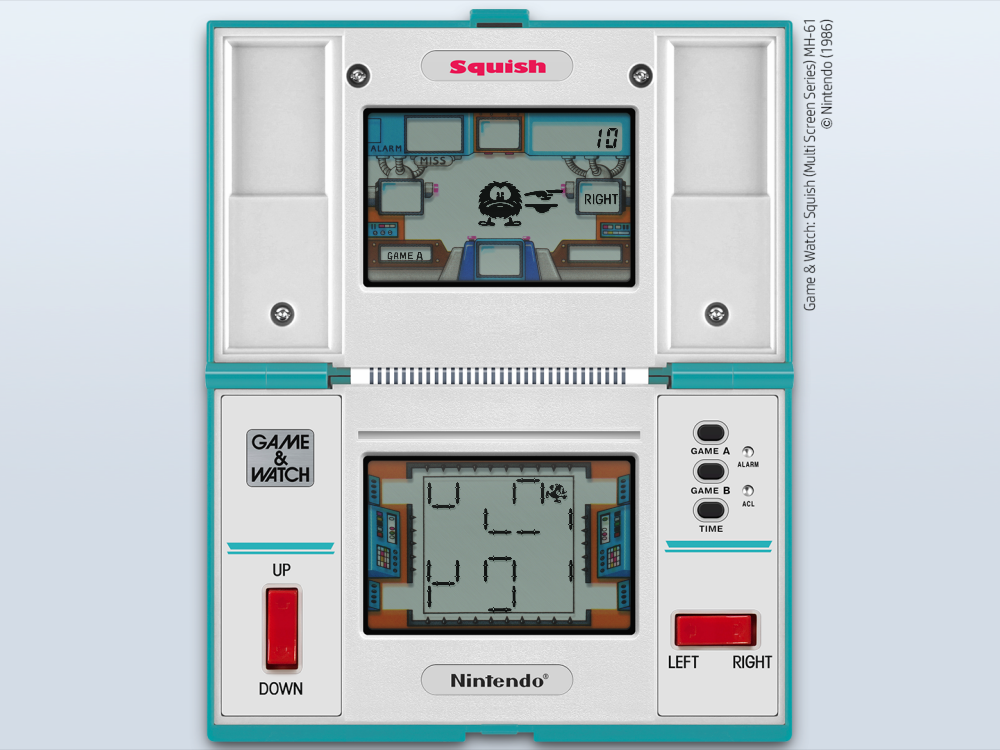 Squish
ALARM
10
MISS
RIGHT
GAME A
Game & Watch: Squish (Multi Screen Series) MH-61
© Nintendo (1986)
GAME
&
WATCH
GAME A
ALARM
GAME B
ACL
TIME
UP
DOWN
LEFT RIGHT
Nintendo®